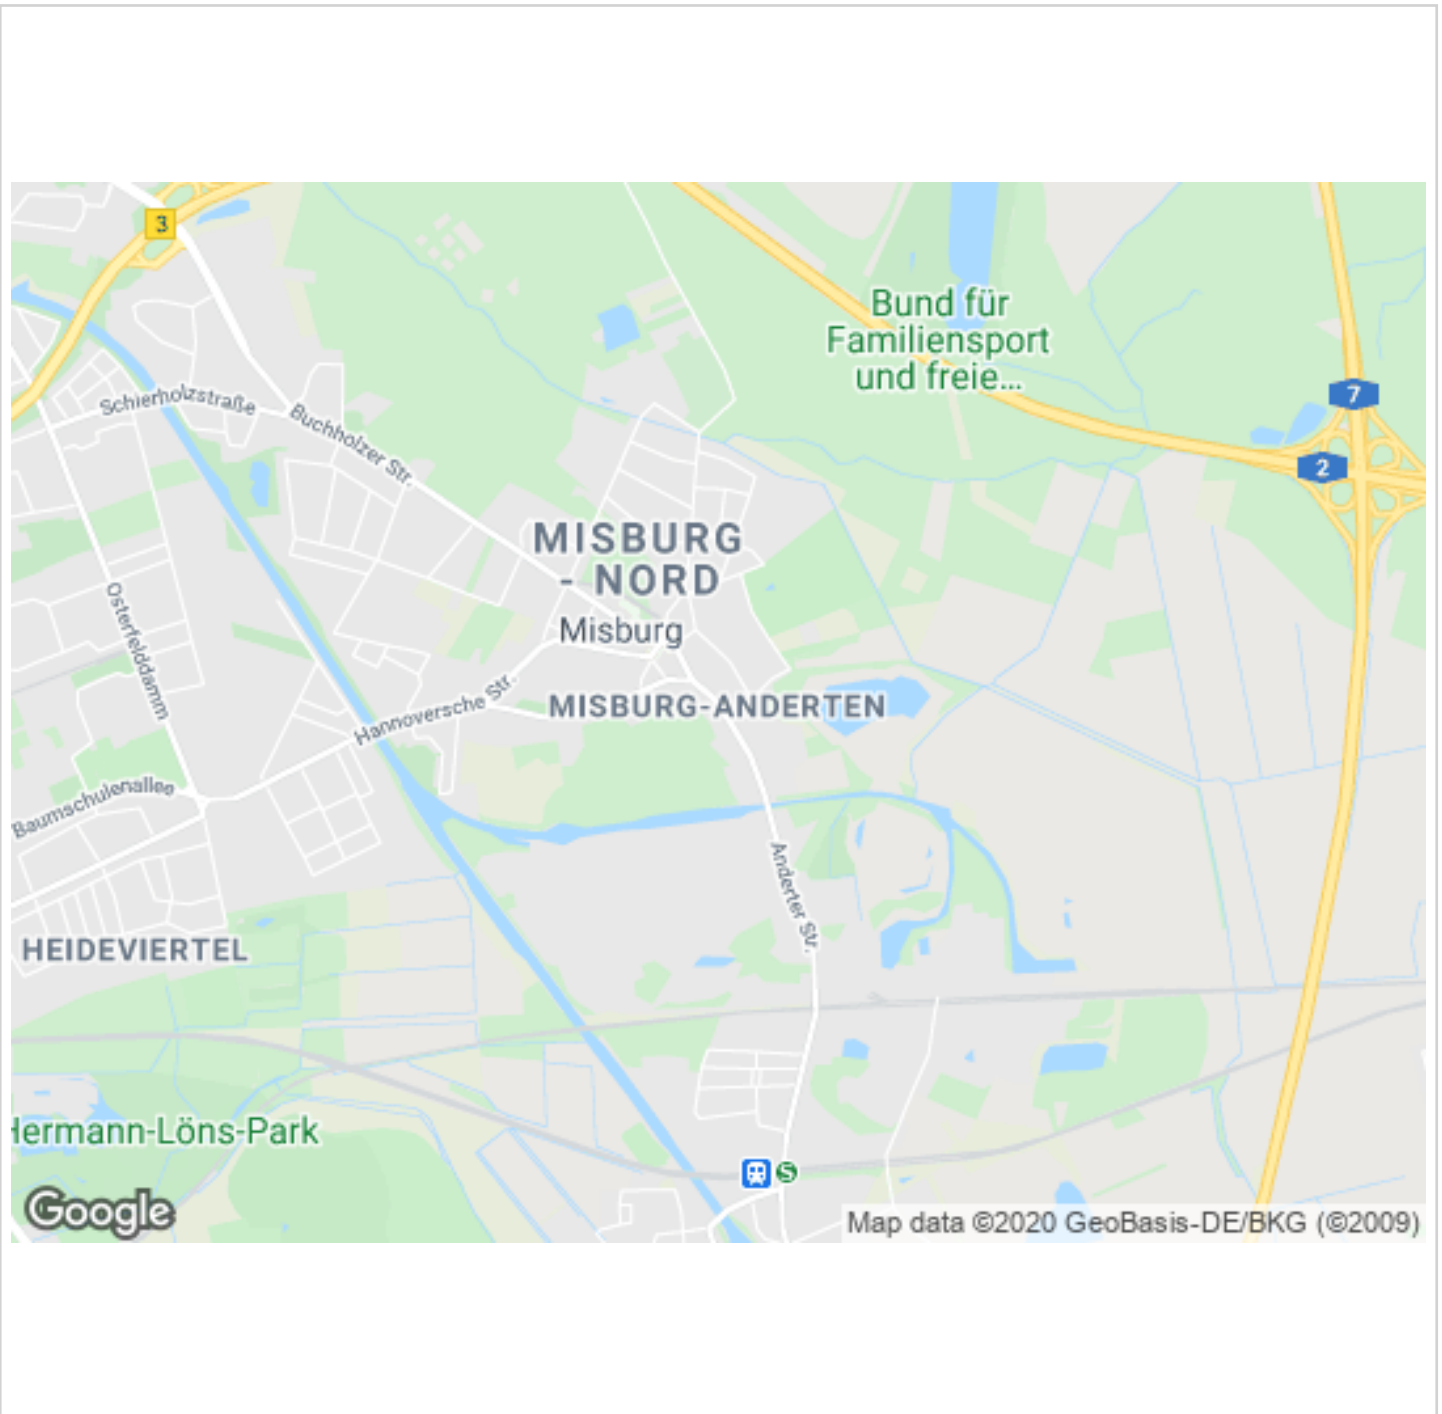 3
Bund für
Familiensport
und freie...
7
Schierholzstraße
Buchholzer Str.
2
MISBURG
- NORD
Osterfelddamm
Misburg
Hannoversche Str.
MISBURG-ANDERTEN
Baumschulenallee
Anderter Str.
HEIDEVIERTEL
Hermann-Löns-Park
S
Google
Map data ©2020 GeoBasis-DE/BKG (©2009)